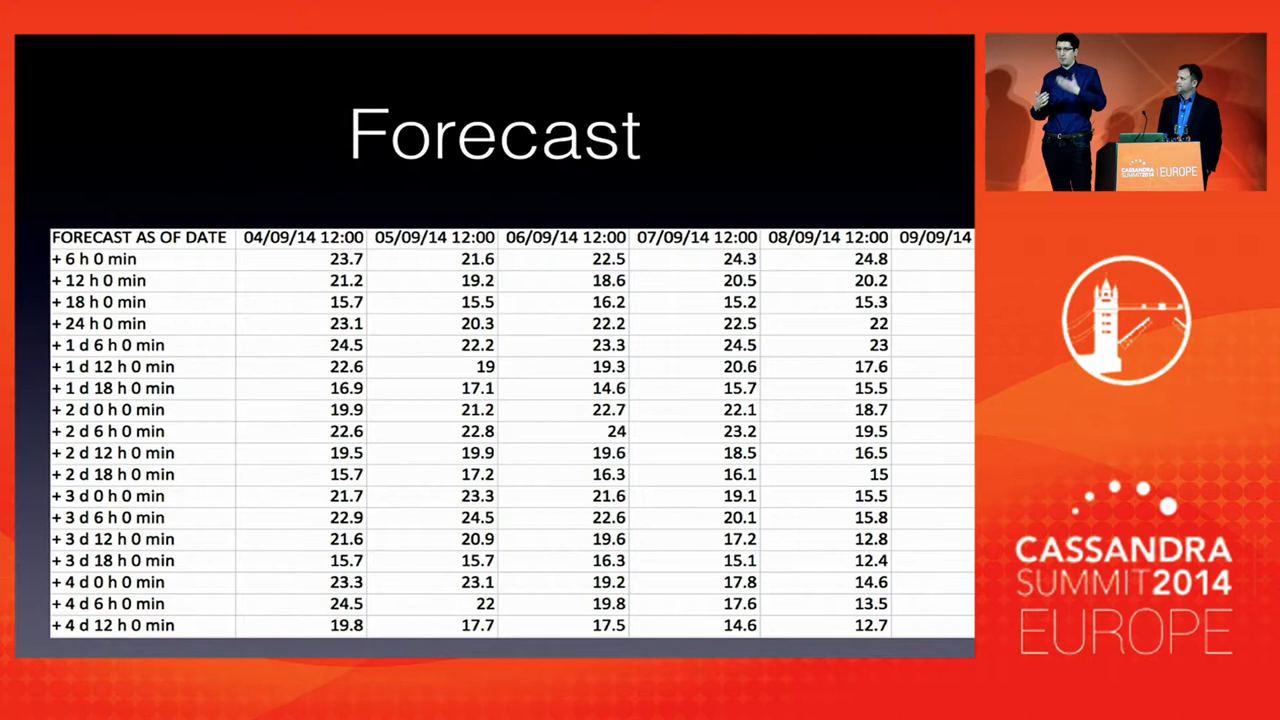 Forecast
FORECAST AS OF DATE 04/09/14 12:00 05/09/14 12:00 06/09/14 12:00 07/09/14 12:00 08/09/14 12:00 09/09/14
+ 6 h 0 min 23.7 21.6 22.5 24.3 24.8
+ 12 h 0 min 21.2 19.2 18.6 20.5 20.2
+ 18 h 0 min 15.7 15.5 16.2 15.2 15.3
+ 24 h 0 min 23.1 20.3 22.2 22.5 22
+ 1 d 6 h 0 min 24.5 22.2 23.3 24.5 23
+ 1 d 12 h 0 min 22.6 19 19.3 20.6 17.6
+ 1 d 18 h 0 min 16.9 17.1 14.6 15.7 15.5
+ 2 d 0 h 0 min 19.9 21.2 22.7 22.1 18.7
+ 2 d 6 h 0 min 22.6 22.8 24 23.2 19.5
+ 2 d 12 h 0 min 19.5 19.9 19.6 18.5 16.5
+ 2 d 18 h 0 min 15.7 17.2 16.3 16.1 15
+ 3 d 0 h 0 min 21.7 23.3 21.6 19.1 15.5
+ 3 d 6 h 0 min 22.9 24.5 22.6 20.1 15.8
+ 3 d 12 h 0 min 21.6 20.9 19.6 17.2 12.8
+ 3 d 18 h 0 min 15.7 15.7 16.3 15.1 12.4
+ 4 d 0 h 0 min 23.3 23.1 19.2 17.8 14.6
+ 4 d 6 h 0 min 24.5 22 19.8 17.6 13.5
+ 4 d 12 h 0 min 19.8 17.7 17.5 14.6 12.7
CASSANDRA
SUMMIT2014 EUROPE
CASSANDRA
SUMMIT2014
EUROPE